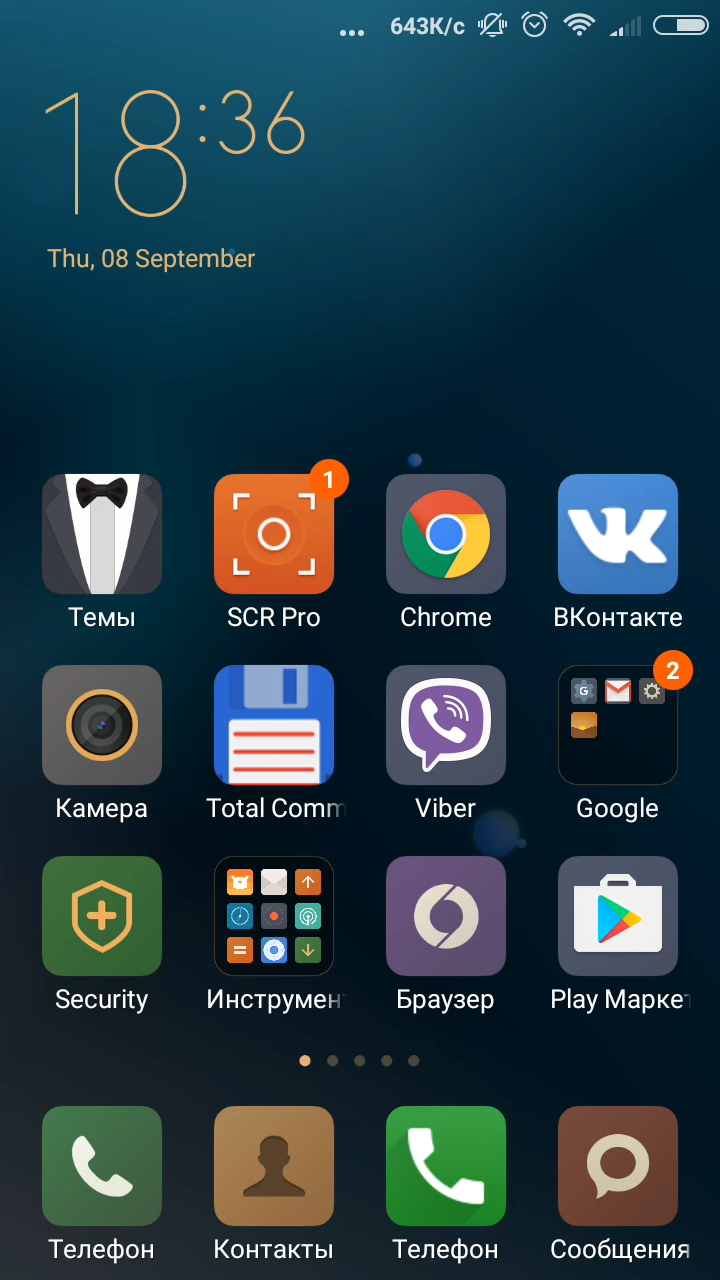 ... 643K/c
18:36
Thu, 08 September
1
Темы SCR Pro Chrome ВКонтакте
2
G
Камера Total Comm Viber Google
Security Инструмен Браузер Play Марке
Телефон Контакты Телефон Сообщения